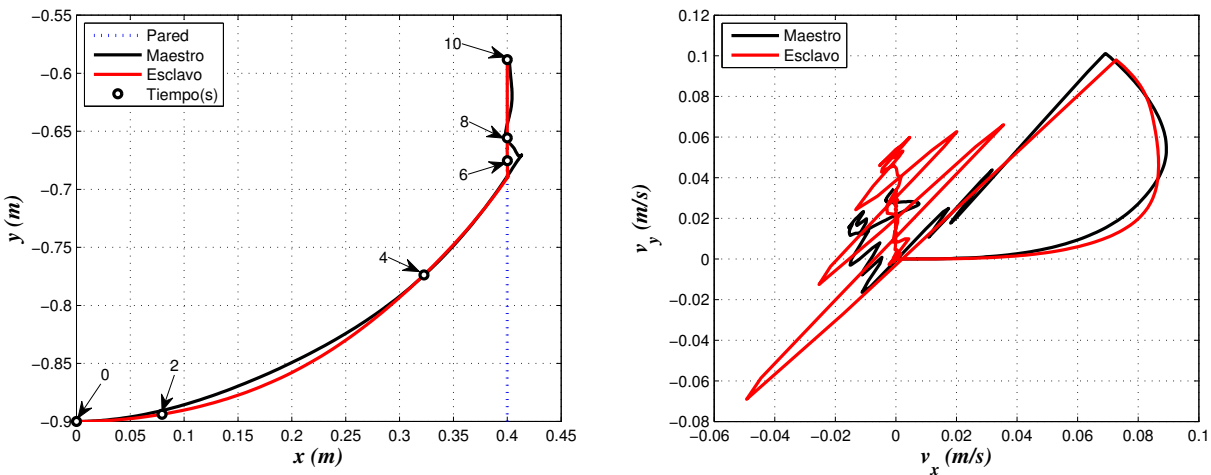 −0.55
−0.6
−0.65
−0.7
−0.75
−0.8
−0.85
−0.9
y (m)
Pared
Maestro
Esclavo
Tiempo(s)
10
8
6
4
2
0
0 0.05 0.1 0.15 0.2 0.25 0.3 0.35 0.4 0.45
x (m)
0.12
0.1
0.08
0.06
0.04
0.02
0
−0.02
−0.04
−0.06
−0.08
v_y (m/s)
Maestro
Esclavo
−0.06 −0.04 −0.02 0 0.02 0.04 0.06 0.08 0.1
v_x (m/s)